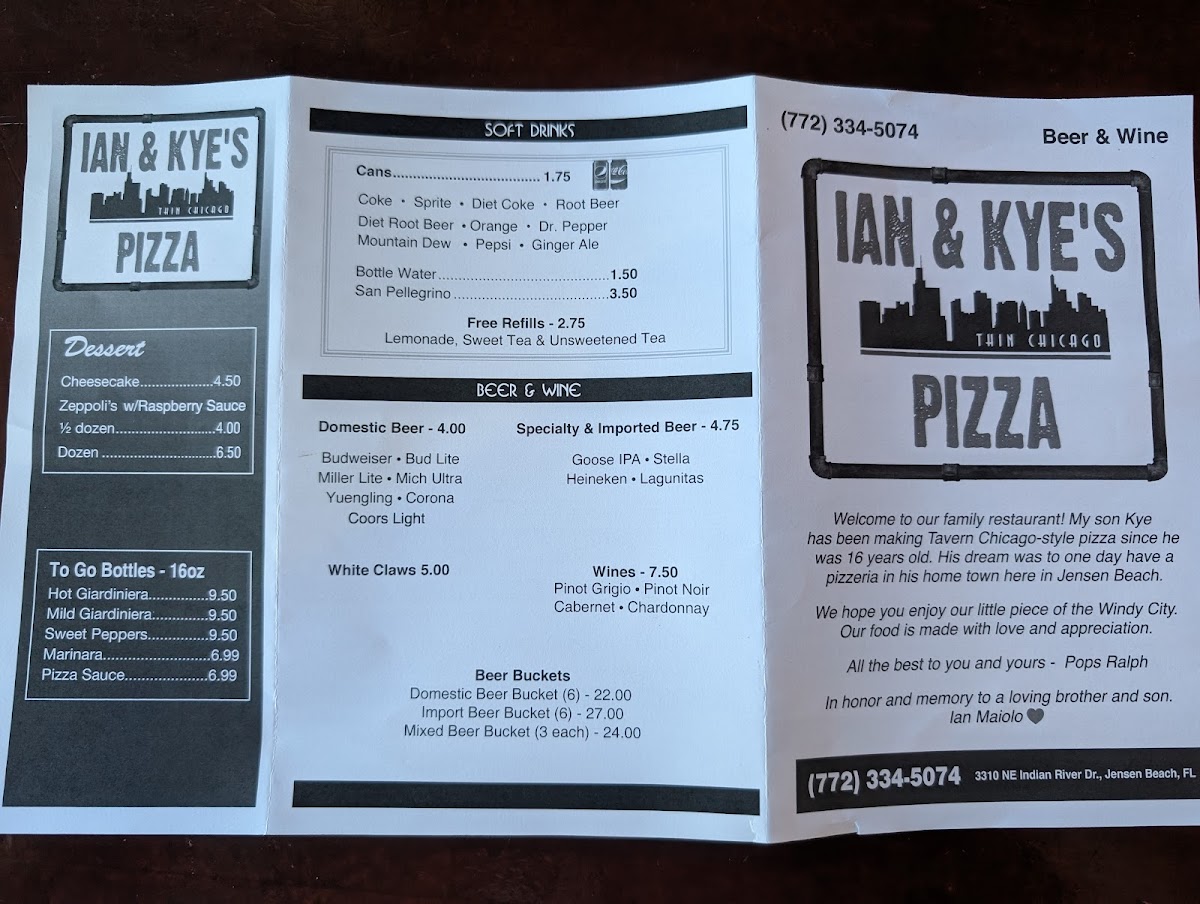 IAN & KYE'S
THIN CHICAGO
PIZZA
Dessert
Cheesecake..................4.50
Zeppoli's w/Raspberry Sauce
½ dozen........................4.00
Dozen ...........................6.50
To Go Bottles - 16oz
Hot Giardiniera...............9.50
Mild Giardiniera..............9.50
Sweet Peppers...............9.50
Marinara..........................6.99
Pizza Sauce....................6.99
SOFT DRINKS
Cans................................... 1.75
Coke • Sprite • Diet Coke • Root Beer
Diet Root Beer • Orange • Dr. Pepper
Mountain Dew • Pepsi • Ginger Ale
Bottle Water.......................................1.50
San Pellegrino ...................................3.50
Free Refills - 2.75
Lemonade, Sweet Tea & Unsweetened Tea
BEER & WINE
Domestic Beer - 4.00
Budweiser • Bud Lite
Miller Lite • Mich Ultra
Yuengling • Corona
Coors Light
Specialty & Imported Beer - 4.75
Goose IPA • Stella
Heineken • Lagunitas
White Claws 5.00
Wines - 7.50
Pinot Grigio • Pinot Noir
Cabernet • Chardonnay
Beer Buckets
Domestic Beer Bucket (6) - 22.00
Import Beer Bucket (6) - 27.00
Mixed Beer Bucket (3 each) - 24.00
(772) 334-5074
Beer & Wine
IAN & KYE'S
THIN CHICAGO
PIZZA
Welcome to our family restaurant! My son Kye
has been making Tavern Chicago-style pizza since he
was 16 years old. His dream was to one day have a
pizzeria in his home town here in Jensen Beach.
We hope you enjoy our little piece of the Windy City.
Our food is made with love and appreciation.
All the best to you and yours - Pops Ralph
In honor and memory to a loving brother and son.
Ian Maiolo
(772) 334-5074 3310 NE Indian River Dr., Jensen Beach, FL